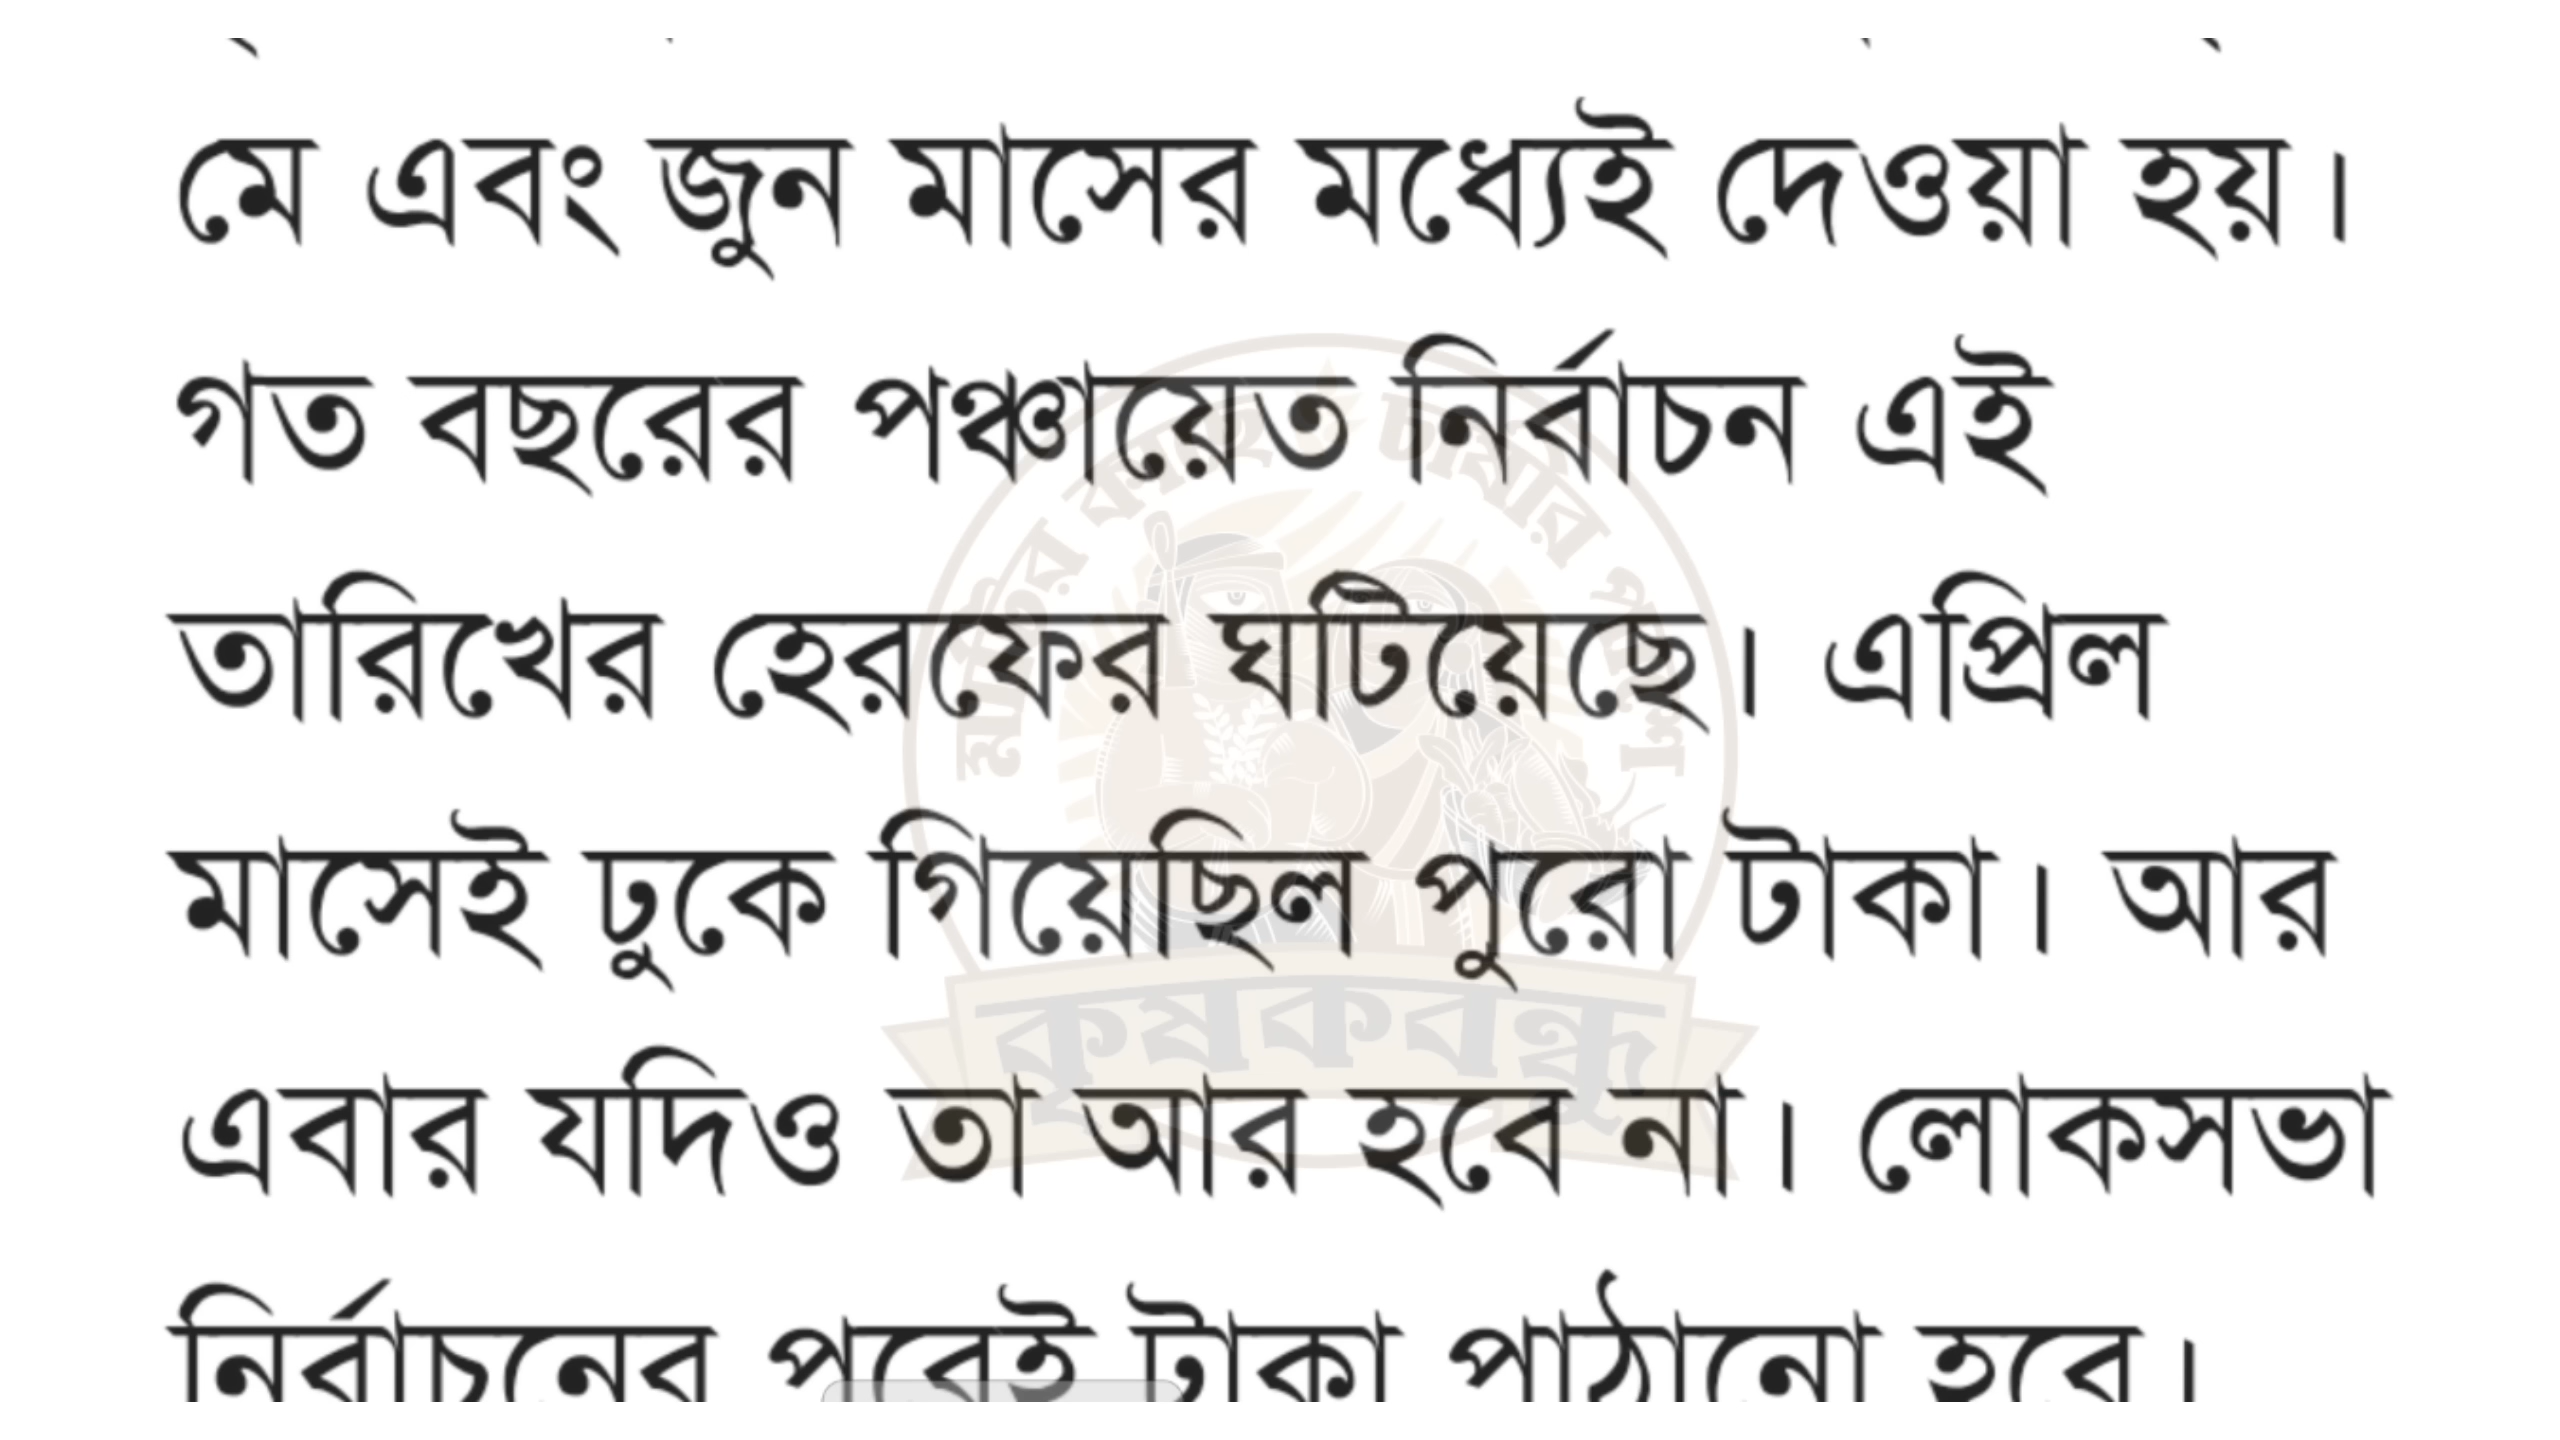 মে এবং জুন মাসের মধ্যেই দেওয়া হয়।
গত বছরের পঞ্চায়েত নির্বাচন এই
তারিখের হেরফের ঘটিয়েছে। এপ্রিল
মাসেই ঢুকে গিয়েছিল পুরো টাকা। আর
এবার যদিও তা আর হবে না। লোকসভা
নির্বাচনের পরেই টাকা পাঠানো হবে।
মাটির কাছে চাষীর পাশে
কৃষকবন্ধু